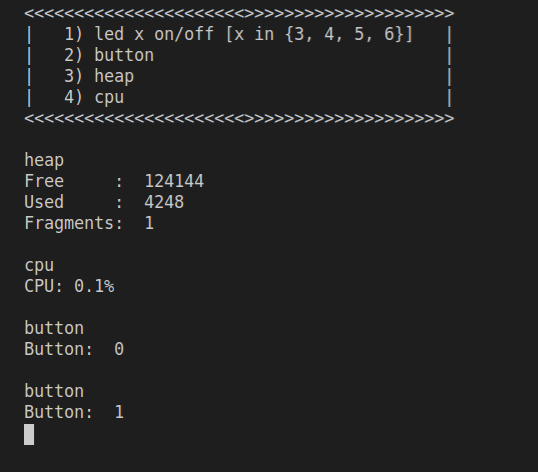 <<<<<<<<<<<<<<<<<<<<<<>>>>>>>>>>>>>>>>>>>>>
|   1) led x on/off [x in {3, 4, 5, 6}]   |
|   2) button                             |
|   3) heap                               |
|   4) cpu                                |
<<<<<<<<<<<<<<<<<<<<<<<>>>>>>>>>>>>>>>>>>>>
heap
Free     :  124144
Used     :  4248
Fragments:  1
cpu
CPU: 0.1%
button
Button:  0
button
Button:  1